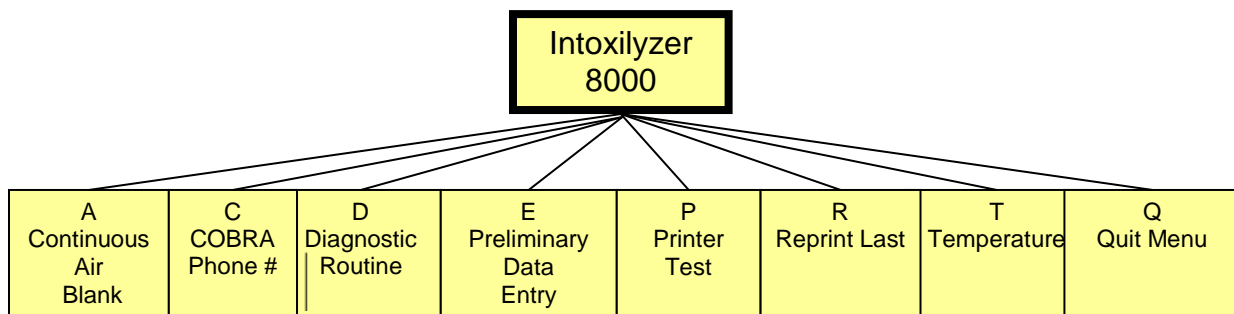 Intoxilyzer
8000
A
Continuous
Air
Blank
C
COBRA
Phone #
D
Diagnostic
Routine
E
Preliminary
Data
Entry
P
Printer
Test
R
Reprint Last
T
Temperature
Q
Quit Menu